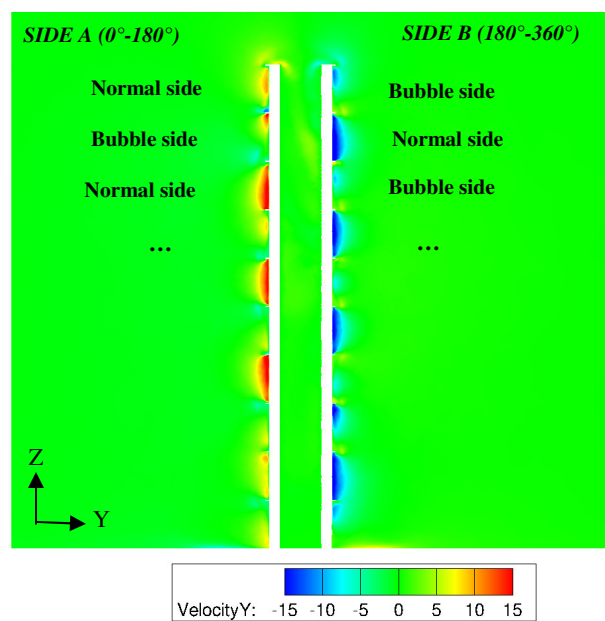 SIDE A (0°-180°)
SIDE B (180°-360°)
Normal side
Bubble side
Bubble side
Normal side
Normal side
Bubble side
...
...
Z
Y
VelocityY: -15 -10 -5 0 5 10 15